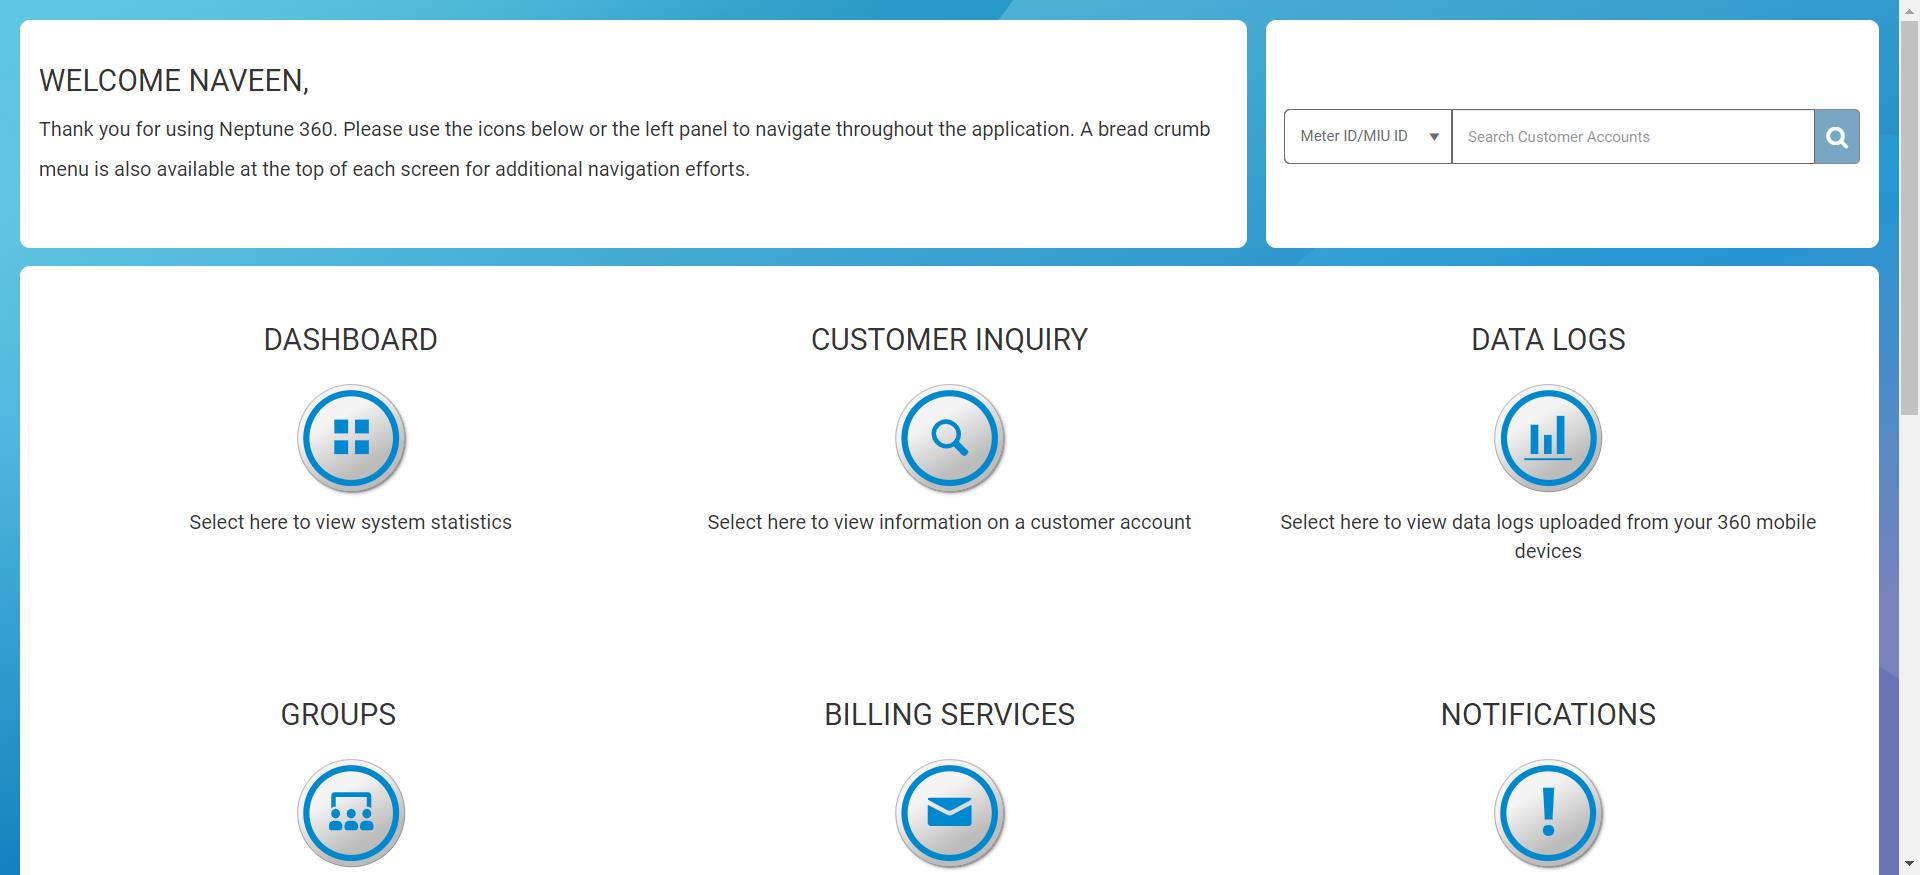 WELCOME NAVEEN,
Thank you for using Neptune 360. Please use the icons below or the left panel to navigate throughout the application. A bread crumb
menu is also available at the top of each screen for additional navigation efforts.
Meter ID/MIU ID
Search Customer Accounts
DASHBOARD
Select here to view system statistics
CUSTOMER INQUIRY
Select here to view information on a customer account
DATA LOGS
Select here to view data logs uploaded from your 360 mobile
devices
GROUPS
BILLING SERVICES
NOTIFICATIONS